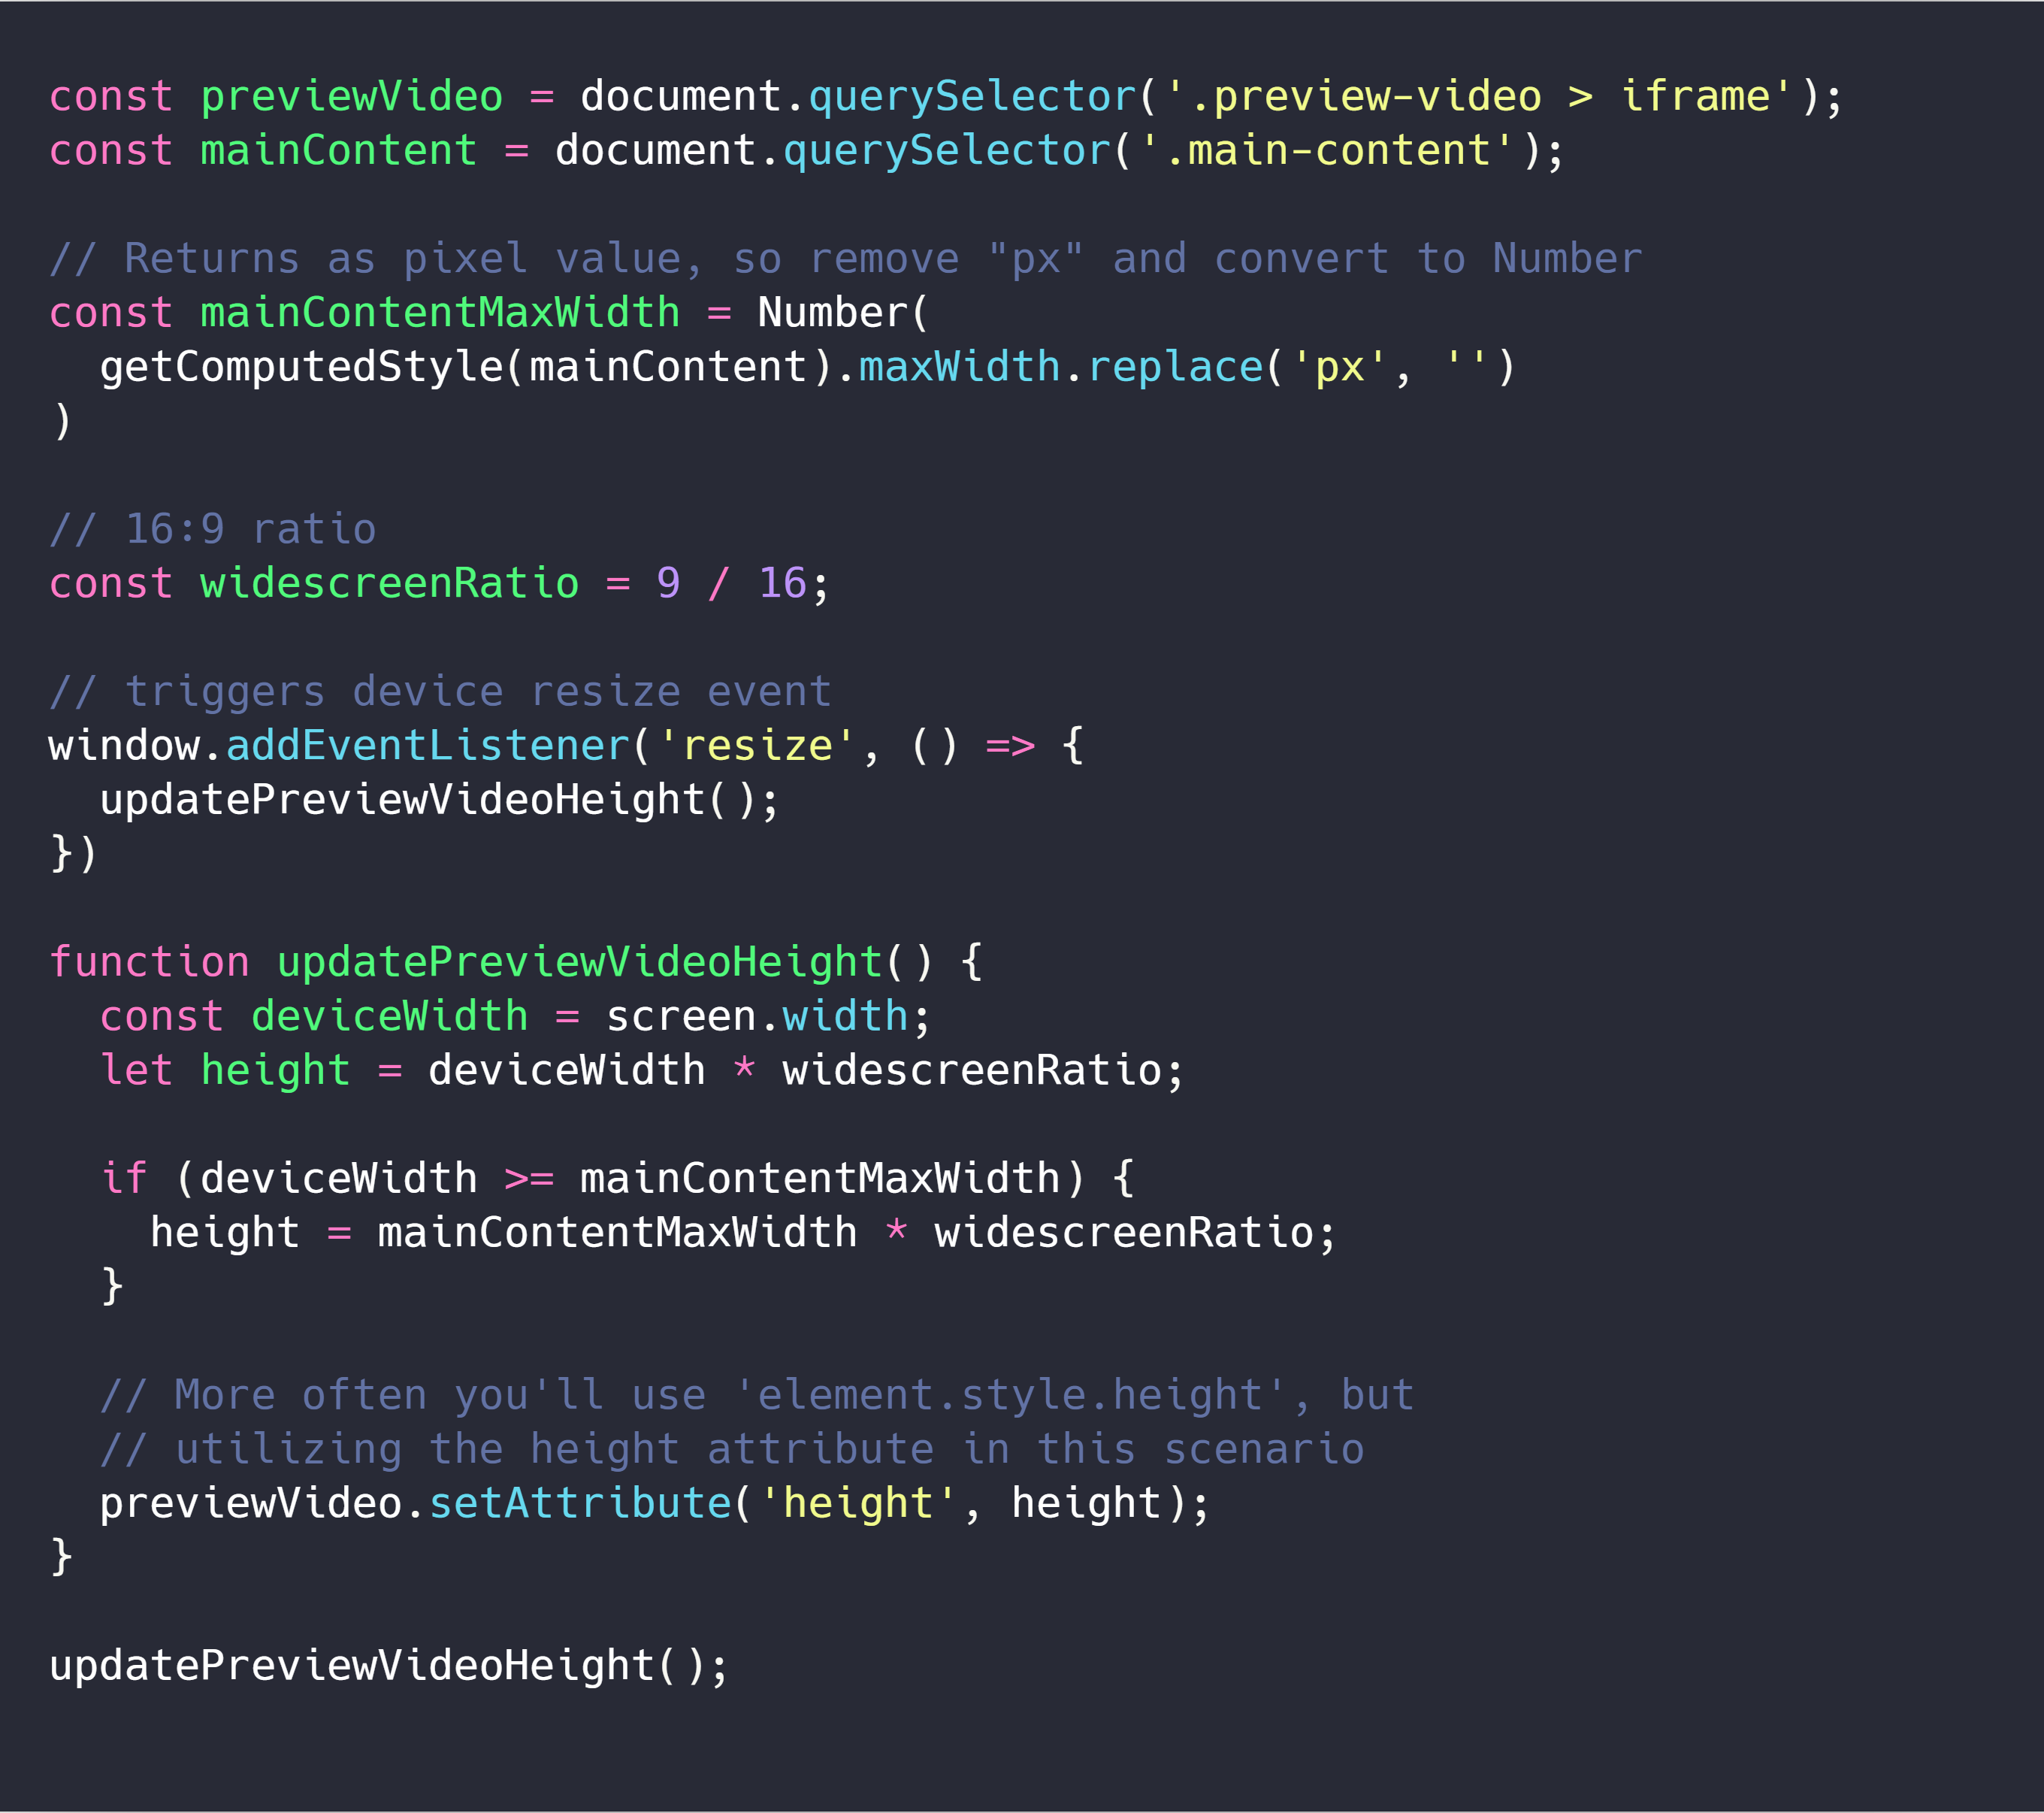 const previewVideo = document.querySelector('.preview-video > iframe');
const mainContent = document.querySelector('.main-content');

// Returns as pixel value, so remove "px" and convert to Number
const mainContentMaxWidth = Number(
  getComputedStyle(mainContent).maxWidth.replace('px', '')
)

// 16:9 ratio
const widescreenRatio = 9 / 16;

// triggers device resize event
window.addEventListener('resize', () => {
  updatePreviewVideoHeight();
})

function updatePreviewVideoHeight() {
  const deviceWidth = screen.width;
  let height = deviceWidth * widescreenRatio;

  if (deviceWidth >= mainContentMaxWidth) {
    height = mainContentMaxWidth * widescreenRatio;
  }

  // More often you'll use 'element.style.height', but
  // utilizing the height attribute in this scenario
  previewVideo.setAttribute('height', height);
}

updatePreviewVideoHeight();